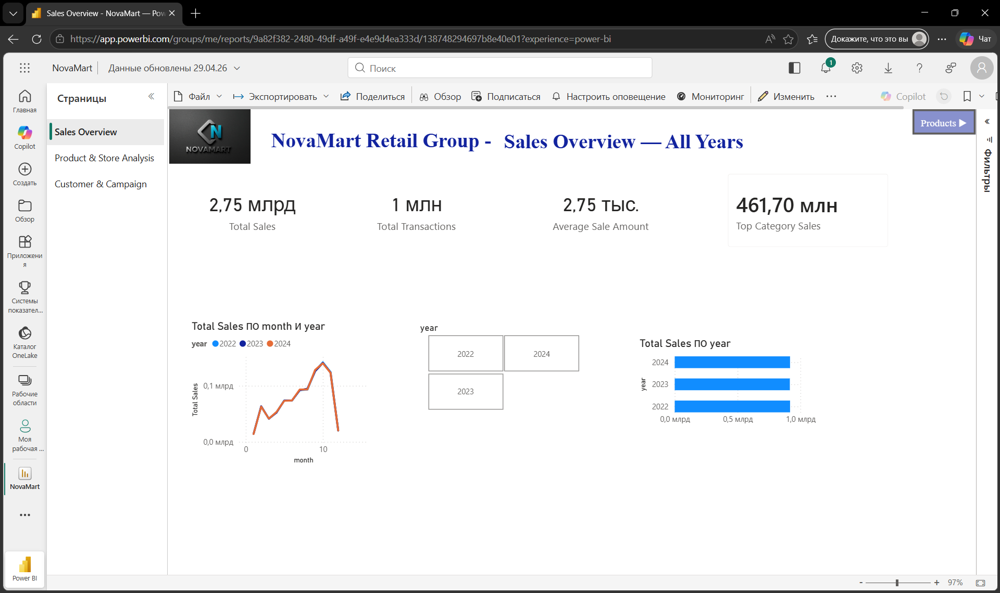 Sales Overview - NovaMart — Pow
https://app.powerbi.com/groups/me/reports/9a82f382-2480-49df-a49f-e4e9d4ea333d/138748294697b8e40e01?experience=power-bi
Докажите, что это вы
Чат
NovaMart
Данные обновлены 29.04.26
Поиск
1
Главная
Copilot
Создать
Обзор
Приложени
я
Системы
показател...
Каталог
OneLake
Рабочие
области
Моя
рабочая ...
NovaMart
Power BI
Страницы
Sales Overview
Product & Store Analysis
Customer & Campaign
Файл
Экспортировать
Поделиться
Обзор
Подписаться
Настроить оповещение
Мониторинг
Изменить
Copilot
NOVAMART
NovaMart Retail Group - Sales Overview — All Years
Products ▶
Фильтры
2,75 млрд
Total Sales
1 млн
Total Transactions
2,75 тыс.
Average Sale Amount
461,70 млн
Top Category Sales
Total Sales по month и year
year 2022 2023 2024
Total Sales
0,1 млрд
0,0 млрд
0
10
month
year
2022
2024
2023
Total Sales по year
year
2024
2023
2022
0,0 млрд
0,5 млрд
1,0 млрд
97%